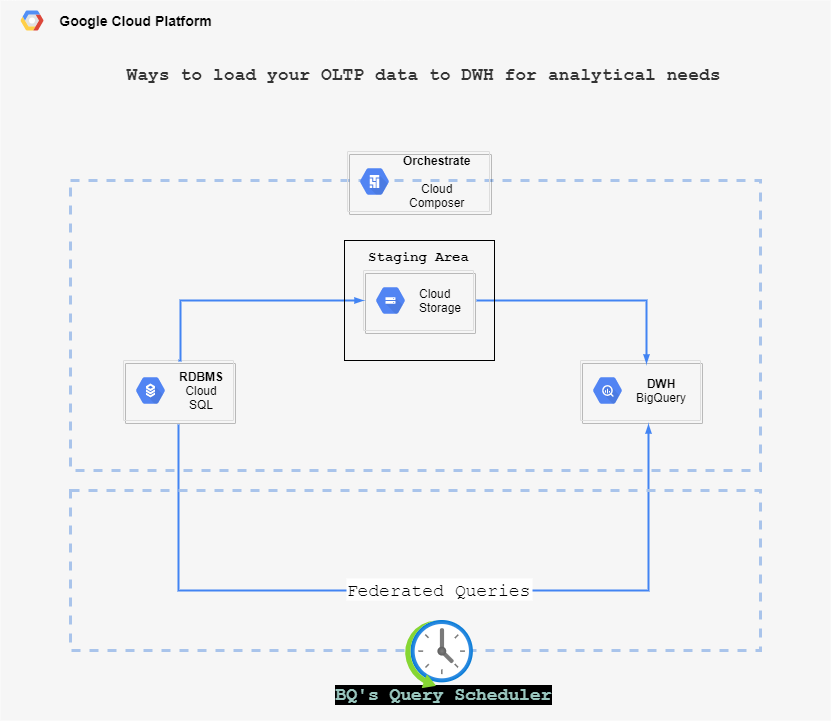 Google Cloud Platform
Ways to load your OLTP data to DWH for analytical needs
Orchestrate
Cloud
Composer
Staging Area
Cloud
Storage
RDBMS
Cloud
SQL
DWH
BigQuery
Federated Queries
BQ's Query Scheduler